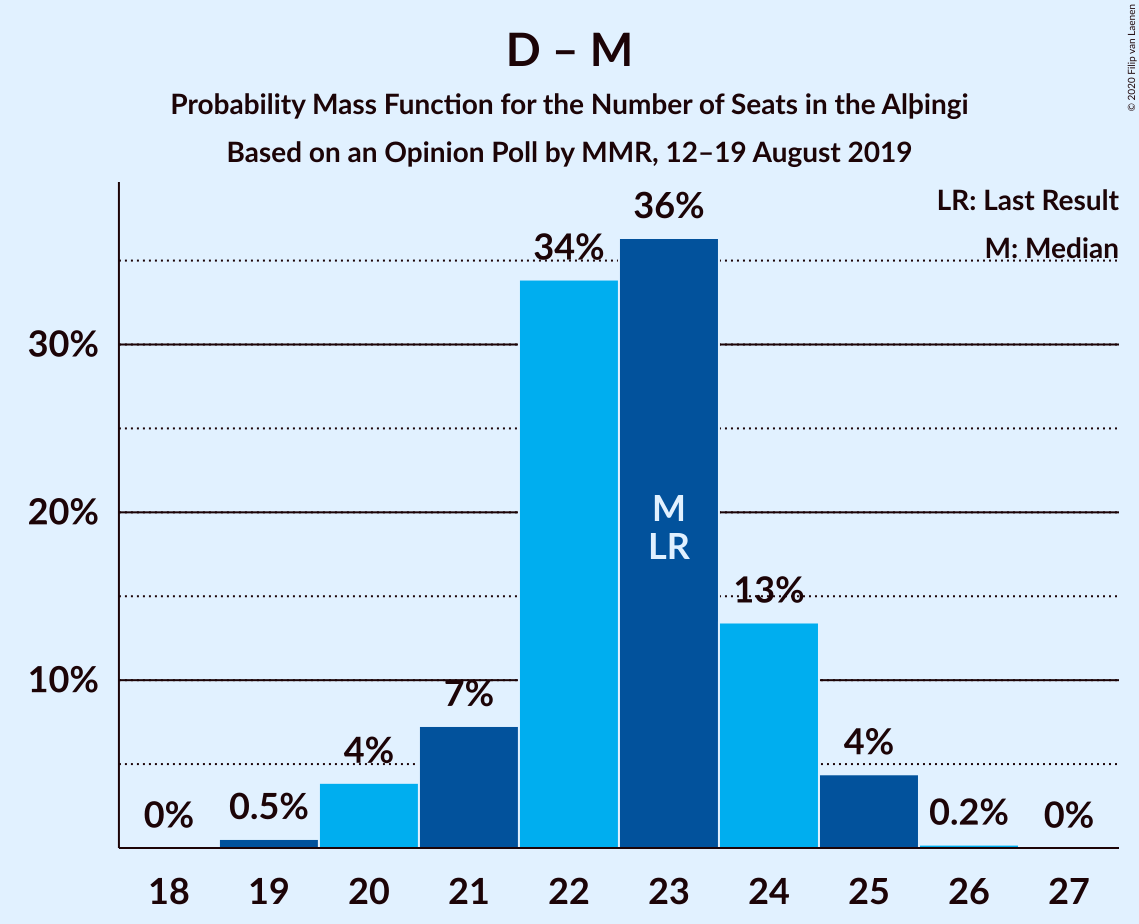 D – M
Probability Mass Function for the Number of Seats in the Alþingi
Based on an Opinion Poll by MMR, 12–19 August 2019
© 2020 Filip van Laenen
LR: Last Result
M: Median
36%
34%
30%
20%
M
LR
13%
10%
7%
4%
4%
0%
0.5%
0.2%
0%
18 19 20 21 22 23 24 25 26 27